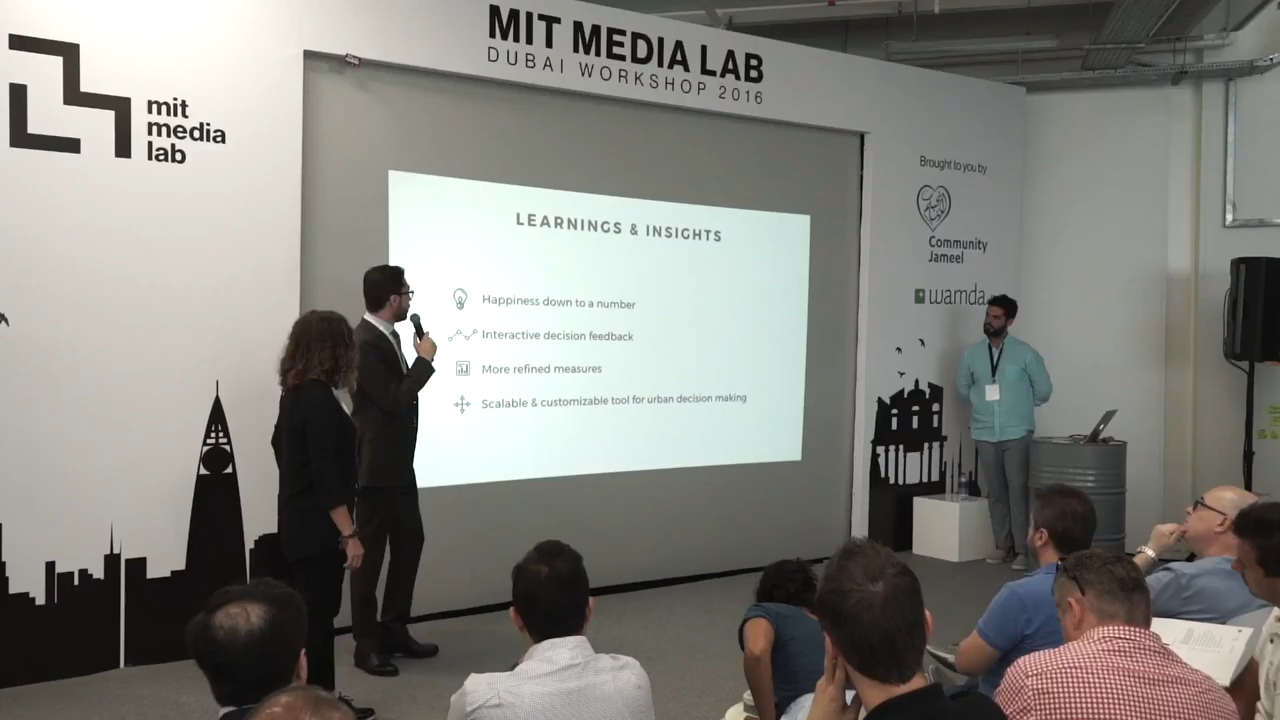 MIT MEDIA LAB
DUBAI WORKSHOP 2016
mit
media
lab
LEARNINGS & INSIGHTS
Happiness down to a number
Interactive decision feedback
More refined measures
Scalable & customizable tool for urban decision making
Brought to you by
Community
Jameel
wamda